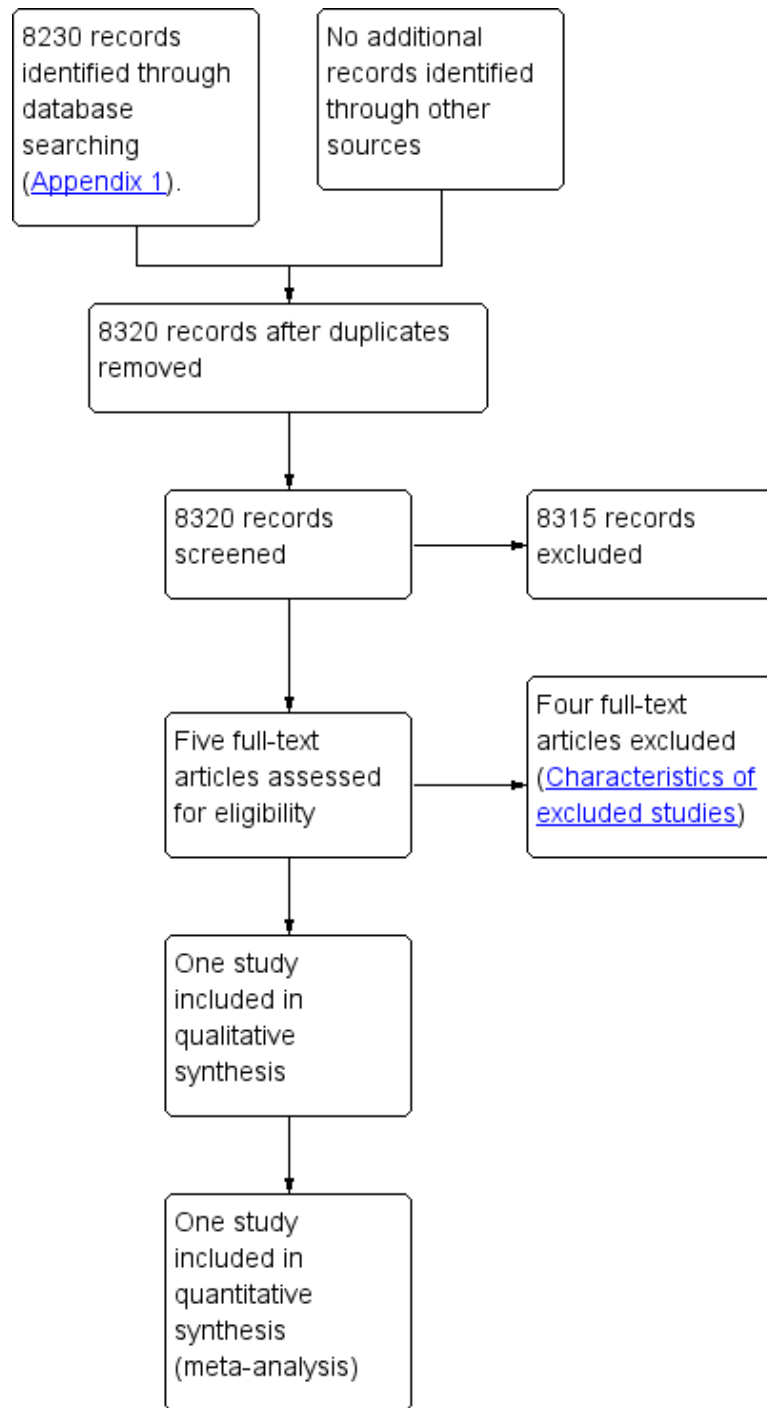 8230 records
identified through
database
searching
(Appendix 1).
No additional
records identified
through other
sources
8320 records after duplicates
removed
8320 records
screened
8315 records
excluded
Five full-text
articles assessed
for eligibility
Four full-text
articles excluded
(Characteristics of
excluded studies)
One study
included in
qualitative
synthesis
One study
included in
quantitative
synthesis
(meta-analysis)